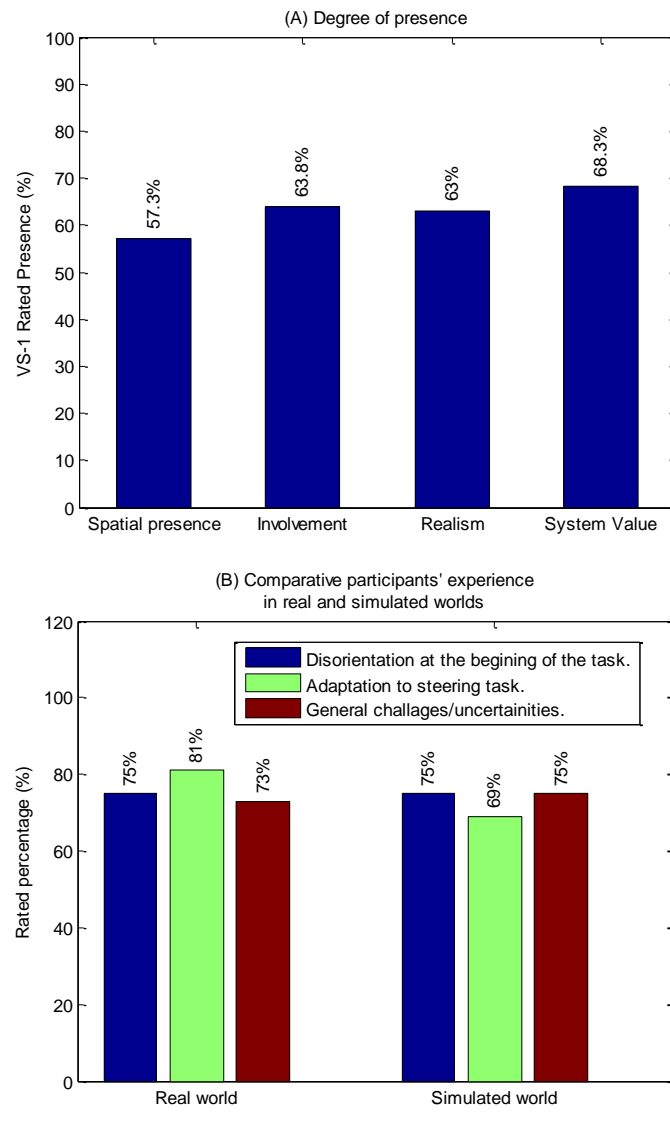 (A) Degree of presence
VS-1 Rated Presence (%)
100
90
80
70
60
50
40
30
20
10
0
57.3%
63.8%
63%
68.3%
Spatial presence
Involvement
Realism
System Value
(B) Comparative participants' experience
in real and simulated worlds
Rated percentage (%)
120
100
80
60
40
20
0
Disorientation at the begining of the task.
Adaptation to steering task.
General challages/uncertainities.
75%
81%
73%
75%
69%
75%
Real world
Simulated world